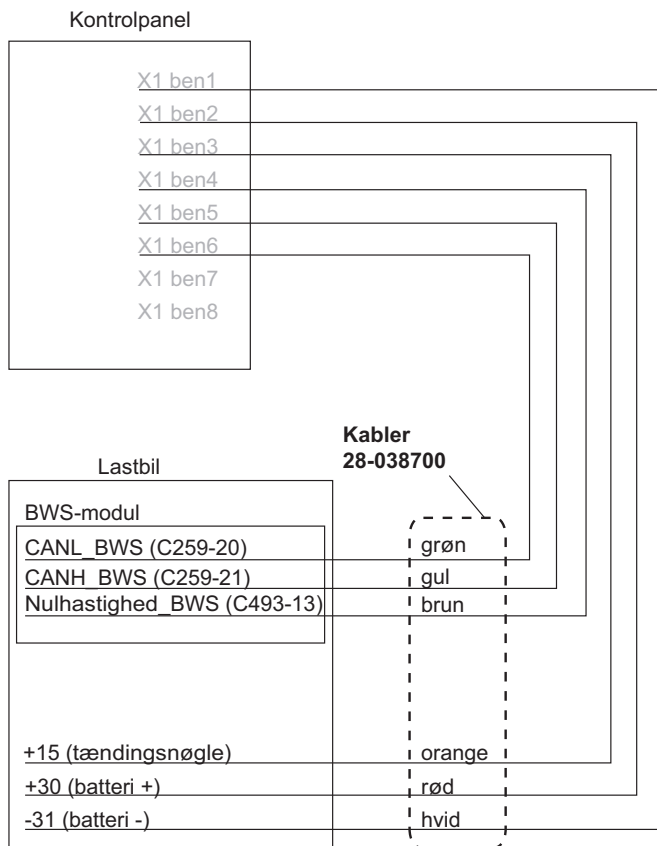 Kontrolpanel
X1 ben1
X1 ben2
X1 ben3
X1 ben4
X1 ben5
X1 ben6
X1 ben7
X1 ben8
Kabler
28-038700
Lastbil
BWS-modul
CANL_BWS (C259-20) grøn
CANH_BWS (C259-21) gul
Nulhastighed_BWS (C493-13) brun
+15 (tændingsnøgle) orange
+30 (batteri +) rød
-31 (batteri -) hvid